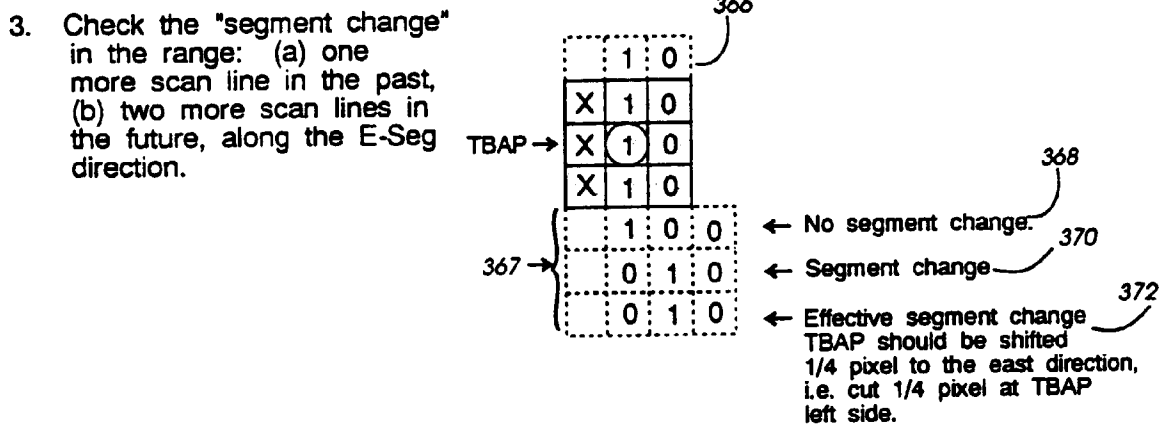 3. Check the "segment change"
in the range: (a) one
more scan line in the past,
(b) two more scan lines in
the future, along the E-Seg
direction.
366
1 0
X 1 0
TBAP → X 1 0
X 1 0
1 0 0 ← No segment change.
368
367 → 0 1 0 ← Segment change
370
0 1 0 ← Effective segment change
372
TBAP should be shifted
1/4 pixel to the east direction,
i.e. cut 1/4 pixel at TBAP
left side.